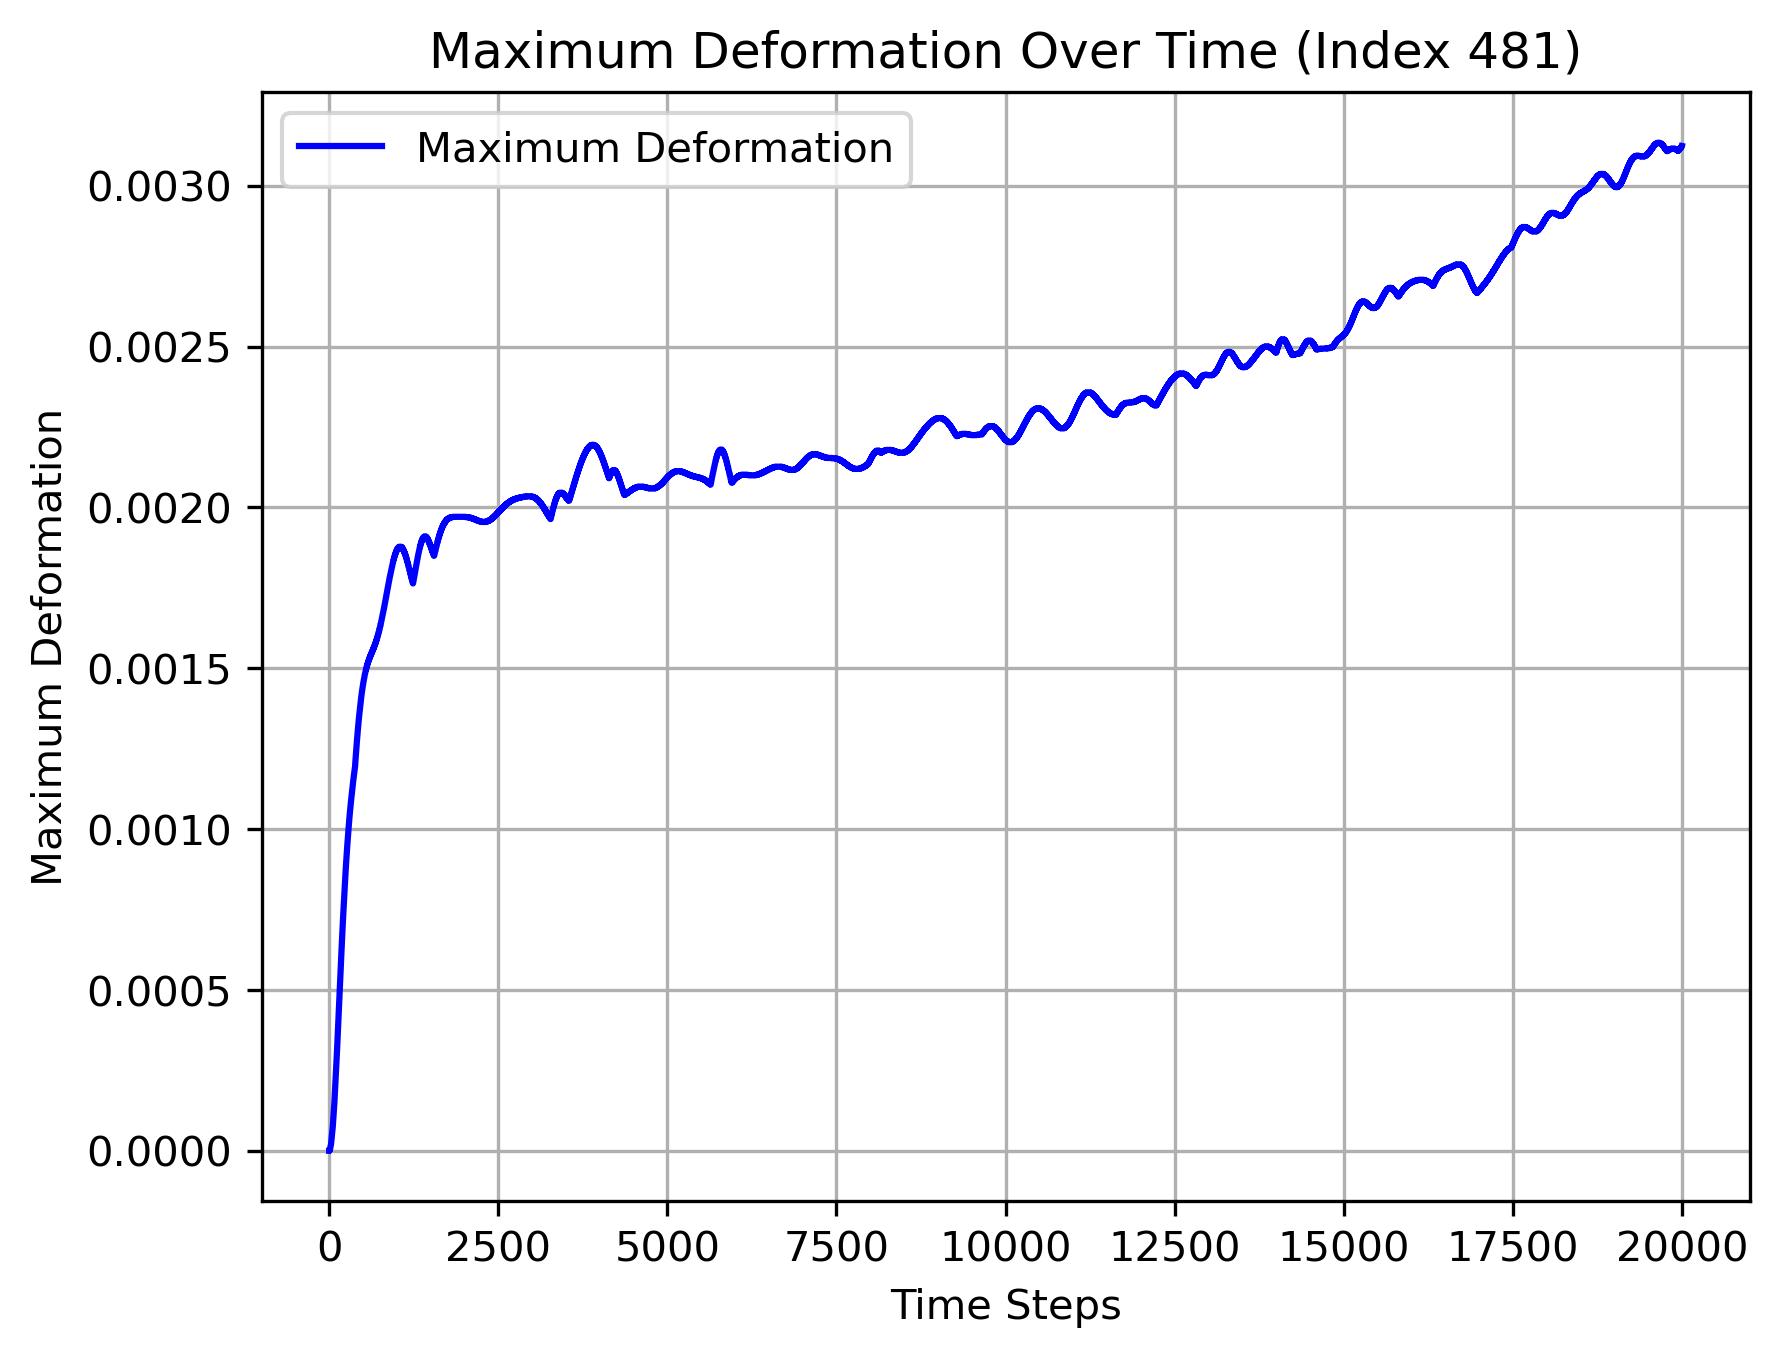 Maximum Deformation Over Time (Index 481)
Maximum Deformation
0.0030
0.0025
0.0020
0.0015
0.0010
0.0005
0.0000
Maximum Deformation
0 2500 5000 7500 10000 12500 15000 17500 20000
Time Steps